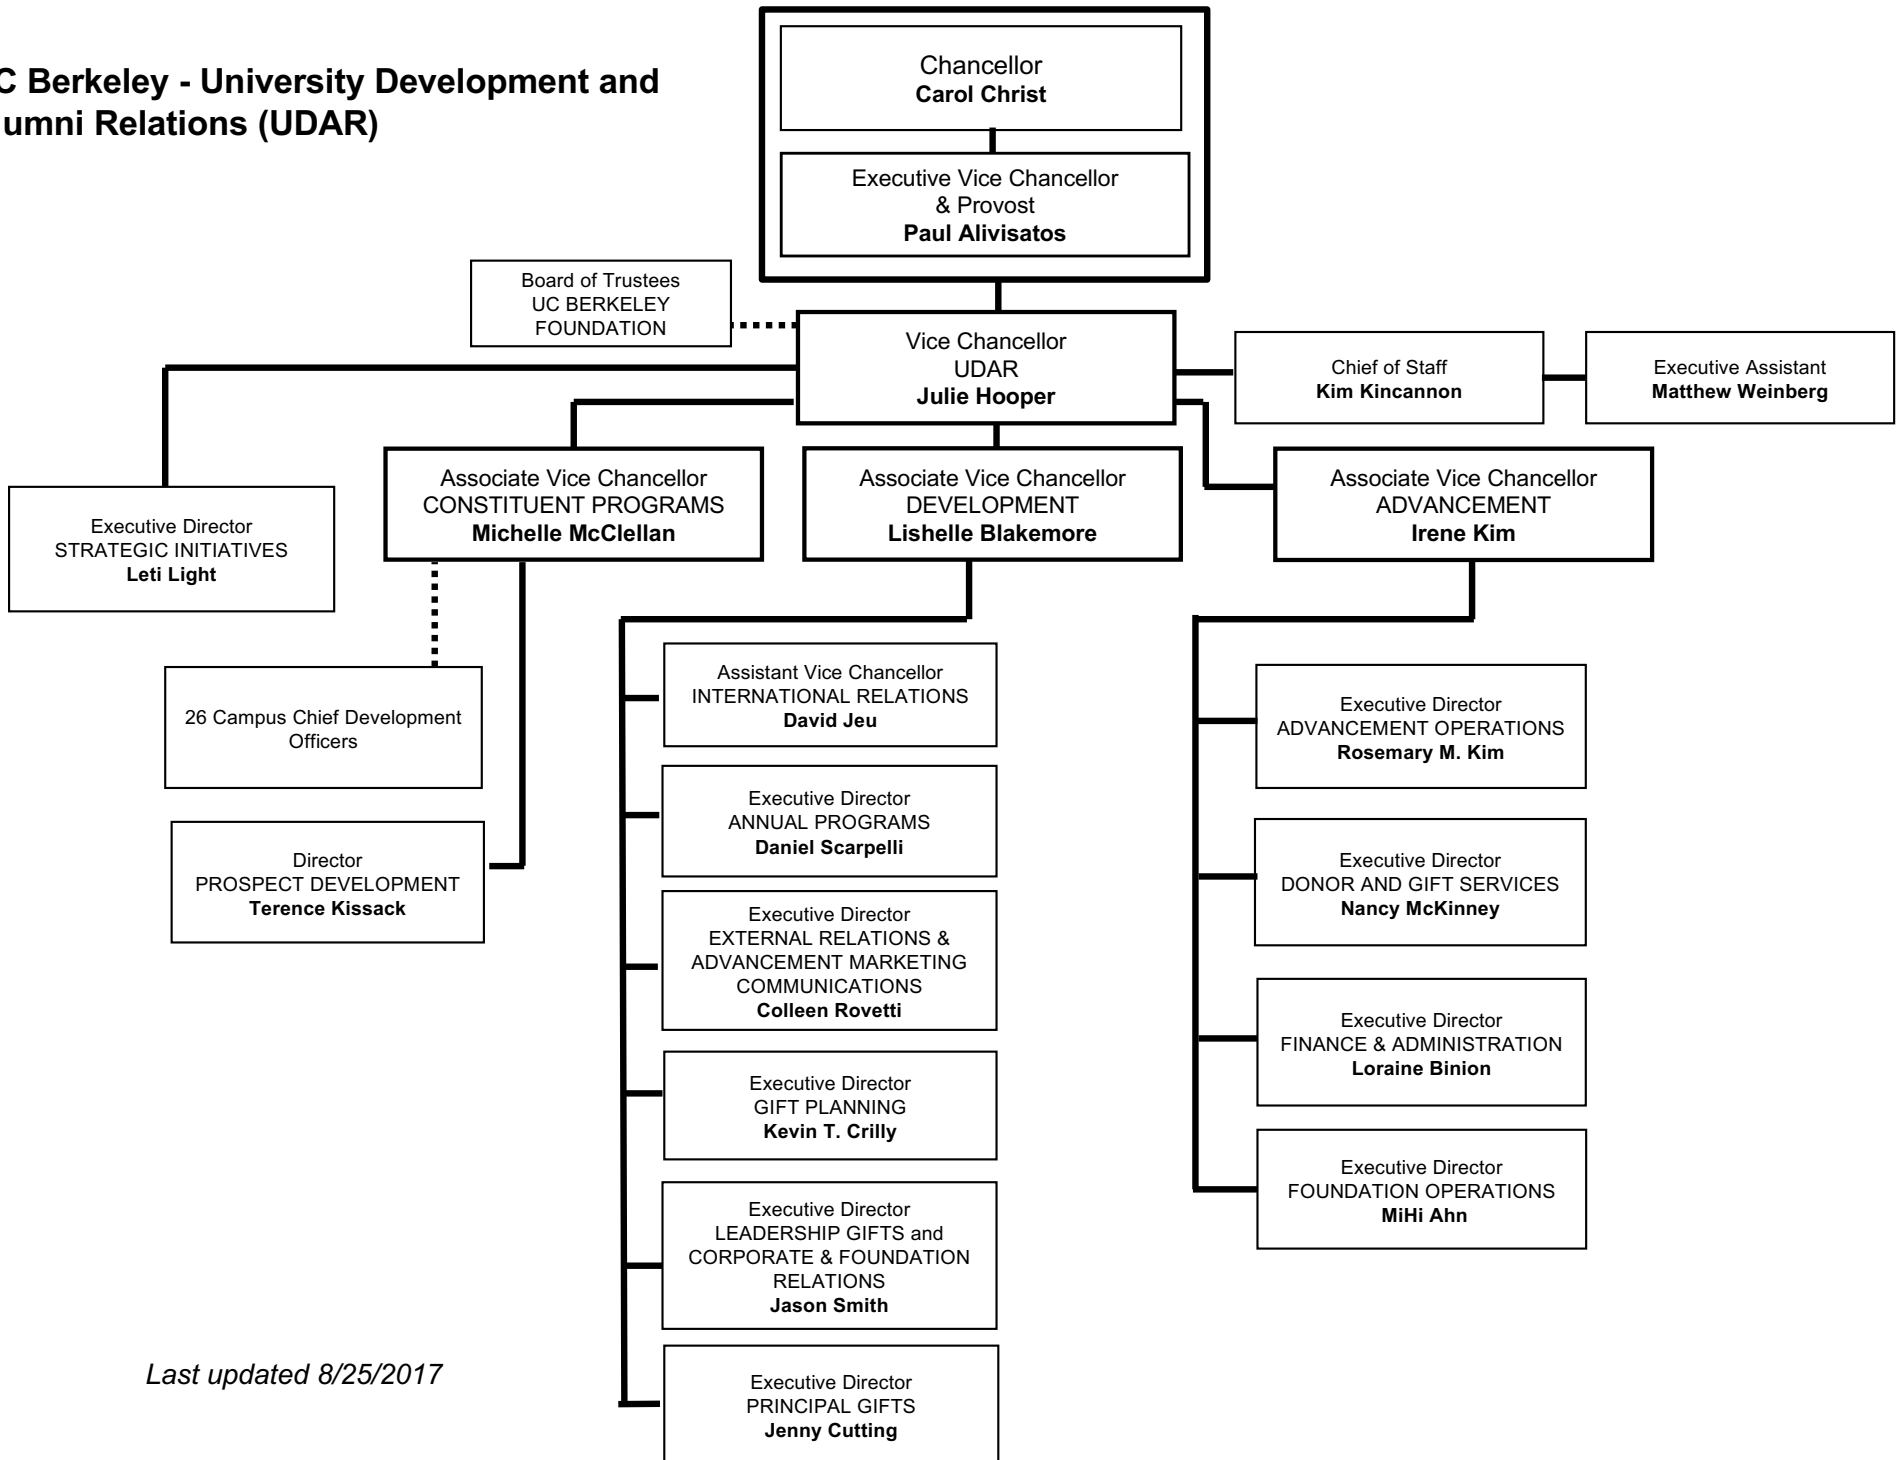 C Berkeley - University Development and
lumni Relations (UDAR)
Chancellor
Carol Christ
Executive Vice Chancellor
& Provost
Paul Alivisatos
Board of Trustees
UC BERKELEY
FOUNDATION
Vice Chancellor
UDAR
Julie Hooper
Chief of Staff
Kim Kincannon
Executive Assistant
Matthew Weinberg
Executive Director
STRATEGIC INITIATIVES
Leti Light
Associate Vice Chancellor
CONSTITUENT PROGRAMS
Michelle McClellan
Associate Vice Chancellor
DEVELOPMENT
Lishelle Blakemore
Associate Vice Chancellor
ADVANCEMENT
Irene Kim
26 Campus Chief Development
Officers
Director
PROSPECT DEVELOPMENT
Terence Kissack
Assistant Vice Chancellor
INTERNATIONAL RELATIONS
David Jeu
Executive Director
ANNUAL PROGRAMS
Daniel Scarpelli
Executive Director
EXTERNAL RELATIONS &
ADVANCEMENT MARKETING
COMMUNICATIONS
Colleen Rovetti
Executive Director
GIFT PLANNING
Kevin T. Crilly
Executive Director
LEADERSHIP GIFTS and
CORPORATE & FOUNDATION
RELATIONS
Jason Smith
Executive Director
PRINCIPAL GIFTS
Jenny Cutting
Executive Director
ADVANCEMENT OPERATIONS
Rosemary M. Kim
Executive Director
DONOR AND GIFT SERVICES
Nancy McKinney
Executive Director
FINANCE & ADMINISTRATION
Loraine Binion
Executive Director
FOUNDATION OPERATIONS
MiHi Ahn
Last updated 8/25/2017